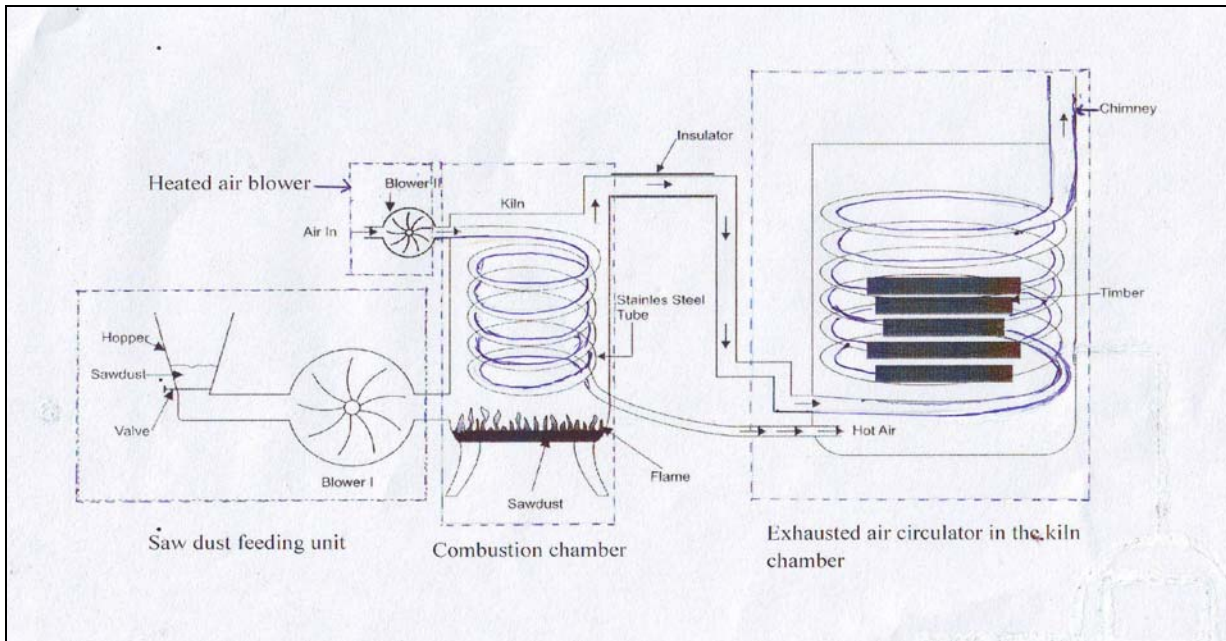 Chimney
Insulator
Heated air blower
Blower II
Kiln
Air In
Timber
Stainles Steel
Tube
Hopper
Sawdust
Valve
Hot Air
Flame
Blower I
Sawdust
Saw dust feeding unit
Combustion chamber
Exhausted air circulator in the kiln
chamber